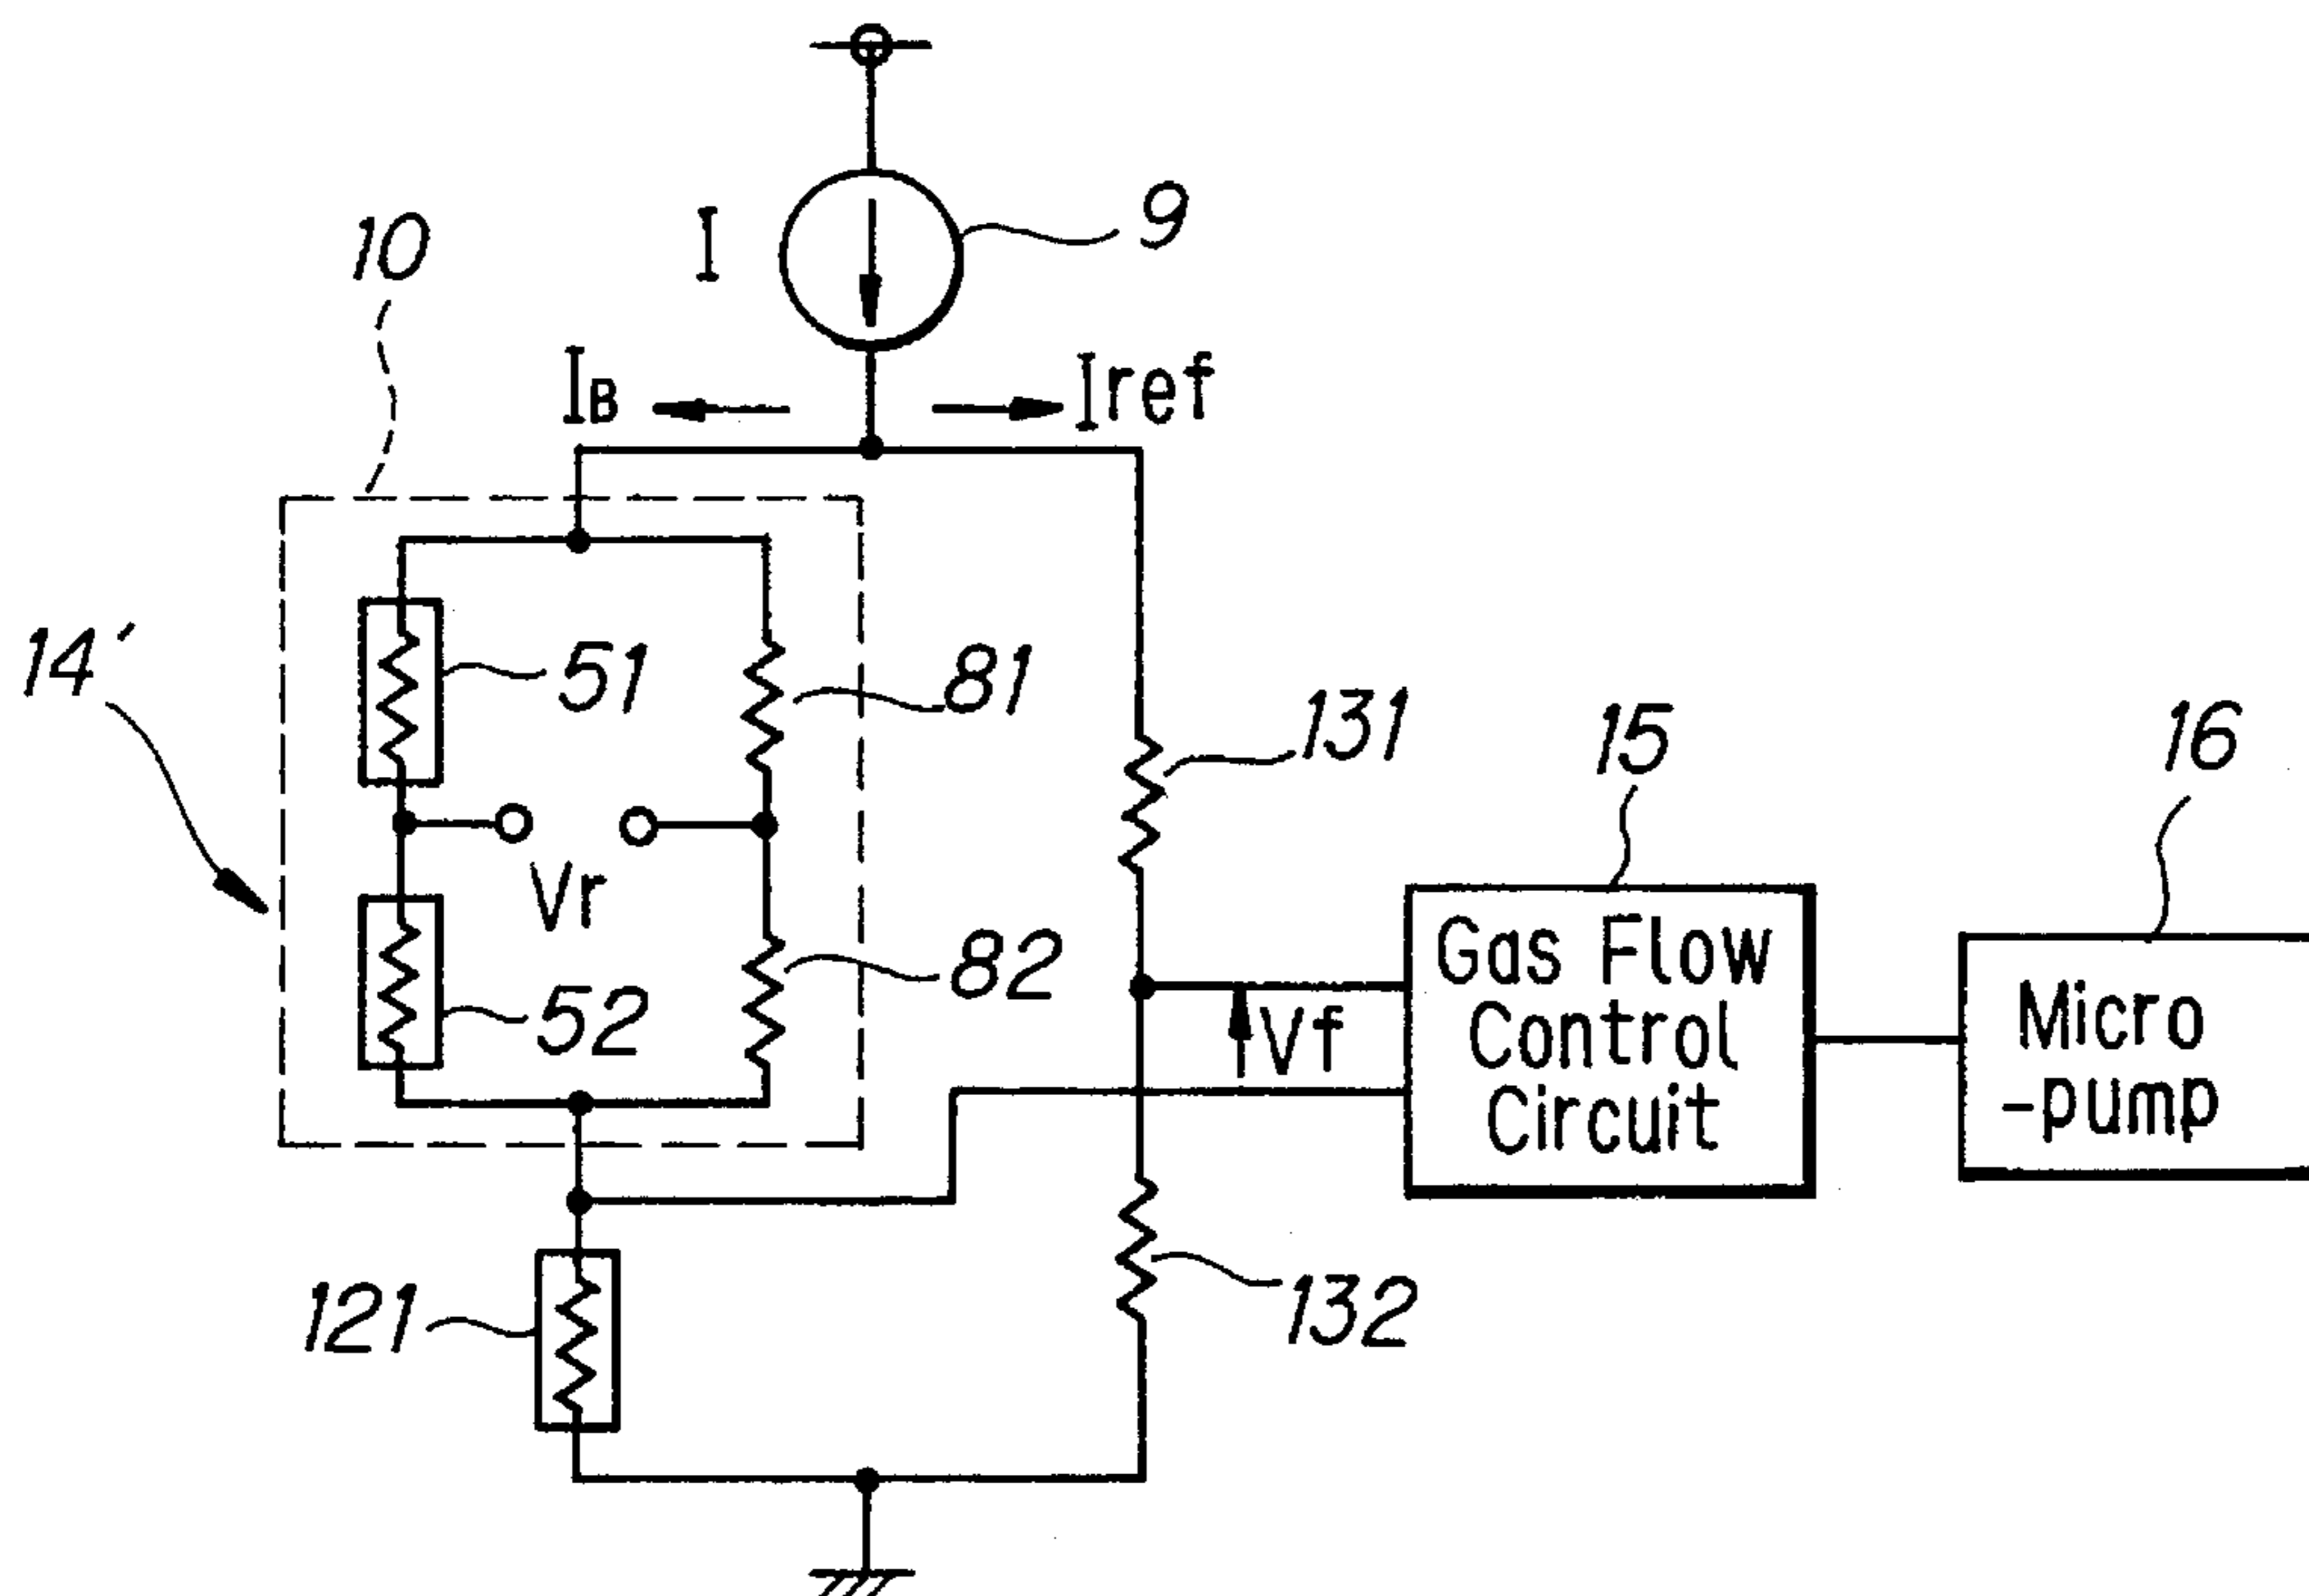 9
I
10
IB
Iref
14'
51
81
131
15
16
Vr
Gas Flow
Control
Circuit
Micro
-pump
52
82
Vf
121
132